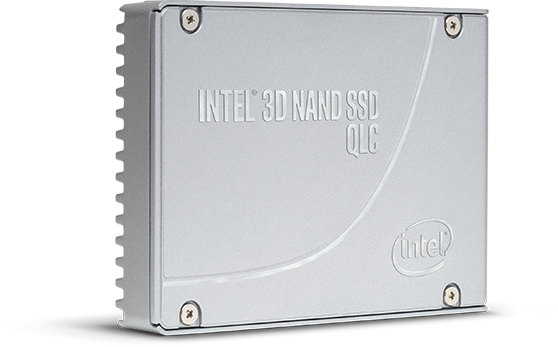 INTEL® 3D NAND SSD
QLC
intel®